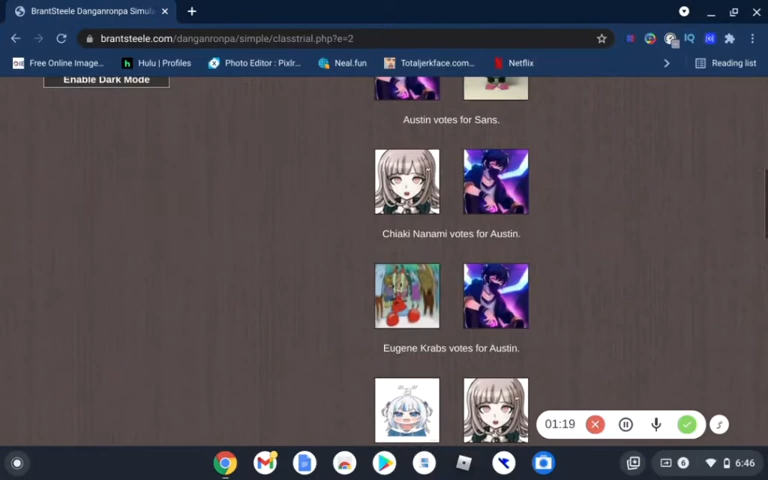 BrantSteele Danganronpa Simula
brantsteele.com/danganronpa/simple/classtrial.php?e=2
Free Online Image...
Hulu | Profiles
Photo Editor : Pixlr...
Neal.fun
Totaljerkface.com...
Netflix
Reading list
Enable Dark Mode
Austin votes for Sans.
Chiaki Nanami votes for Austin.
Eugene Krabs votes for Austin.
01:19
6
6:46